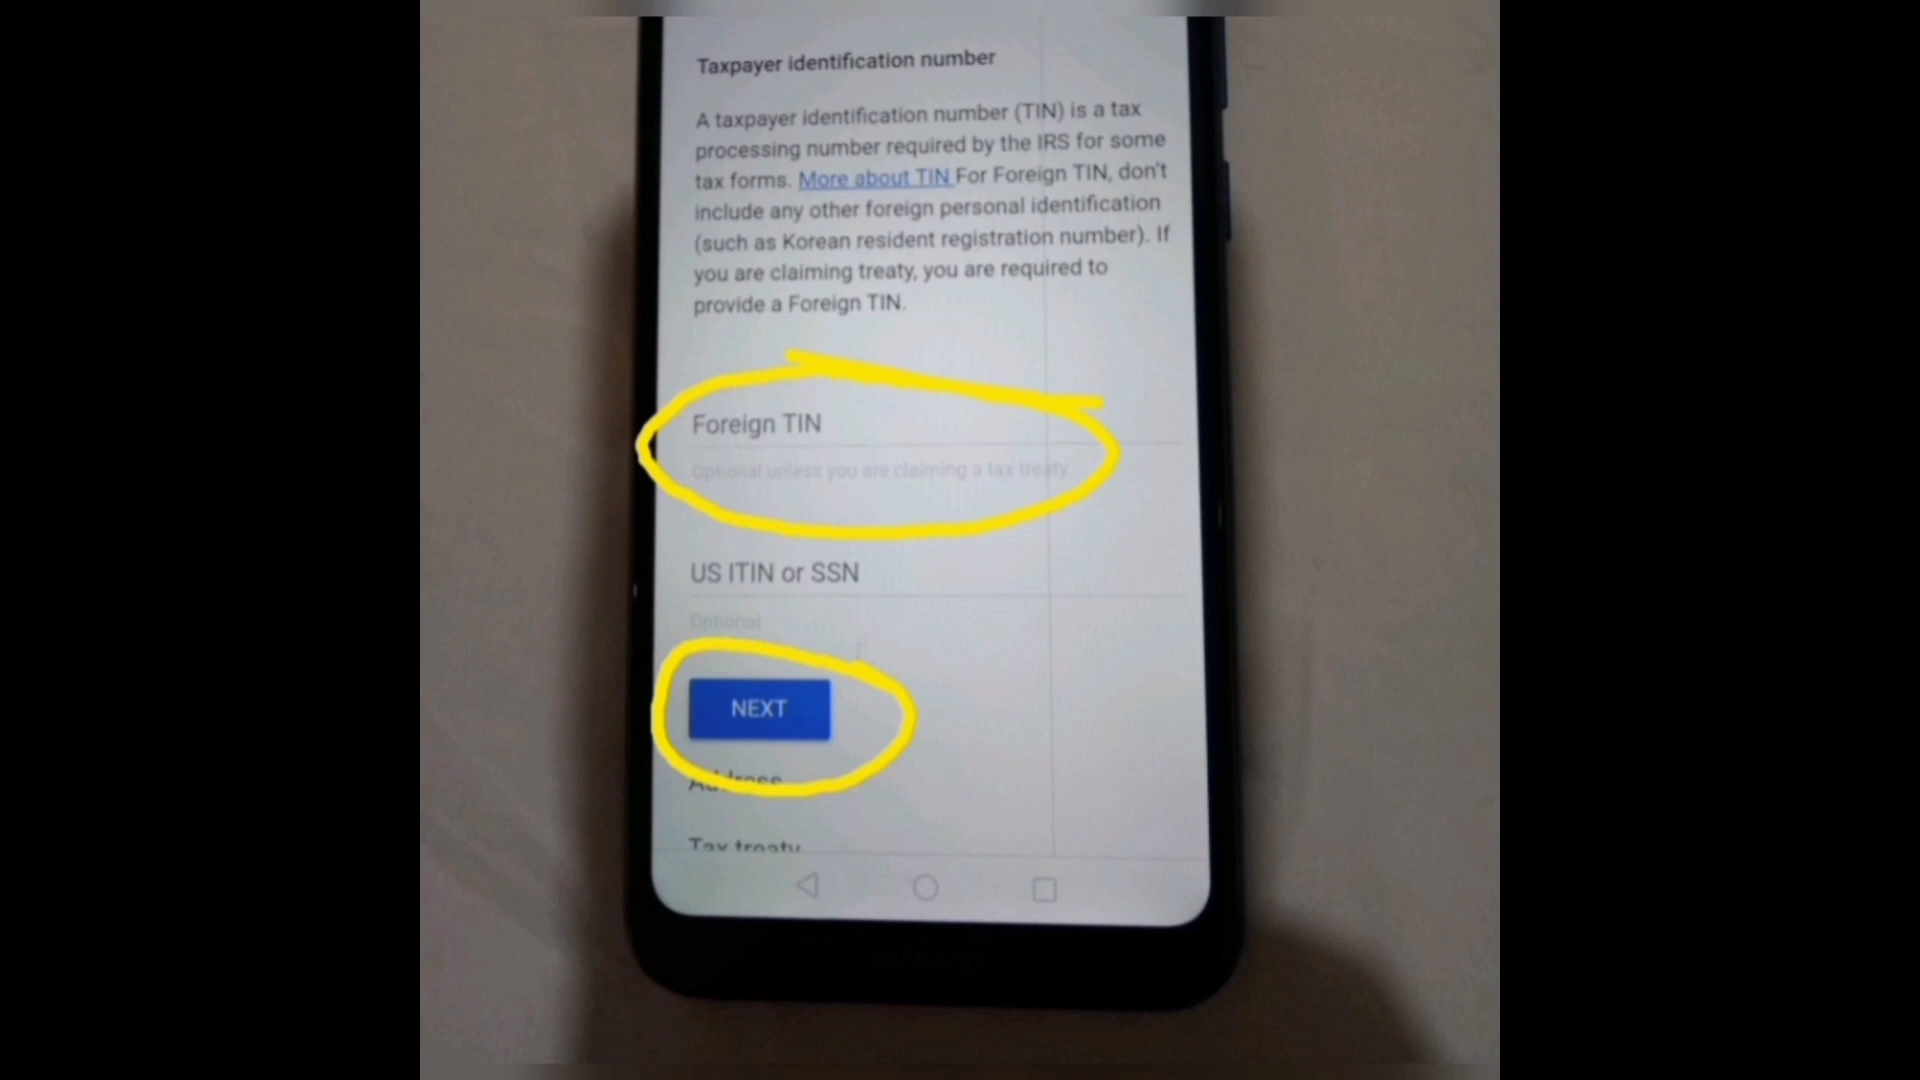 Taxpayer identification number
A taxpayer identification number (TIN) is a tax
processing number required by the IRS for some
tax forms. More about TIN For Foreign TIN, don't
include any other foreign personal identification
(such as Korean resident registration number). If
you are claiming treaty, you are required to
provide a Foreign TIN.
Foreign TIN
Optional unless you are claiming a tax treaty
US ITIN or SSN
Optional
NEXT
Address
Tax treaty